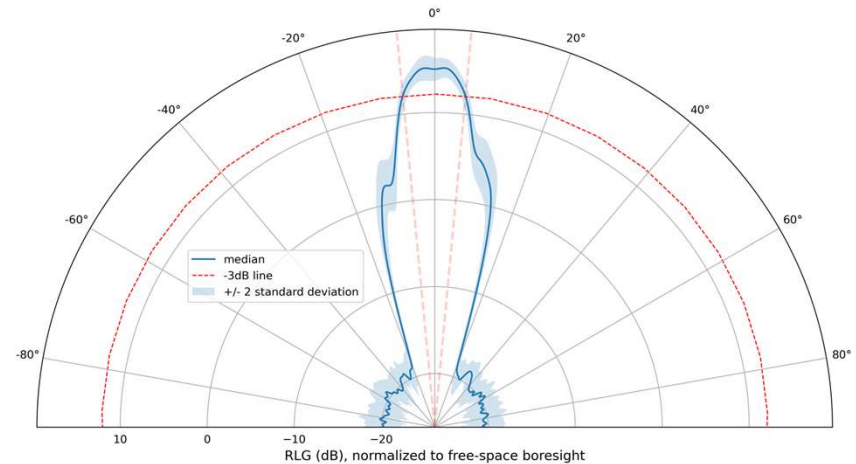 0°
-20°
20°
-40°
40°
-60°
60°
median
-3dB line
+/- 2 standard deviation
-80°
80°
10 0 −10 −20
RLG (dB), normalized to free-space boresight